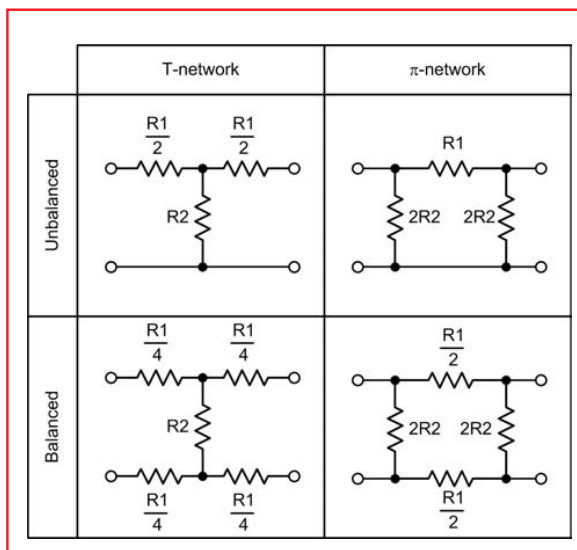 T-network
π-network
Unbalanced
R1
2
R1
2
R2
R1
2R2
2R2
Balanced
R1
4
R1
4
R2
R1
4
R1
4
R1
2
2R2
2R2
R1
2